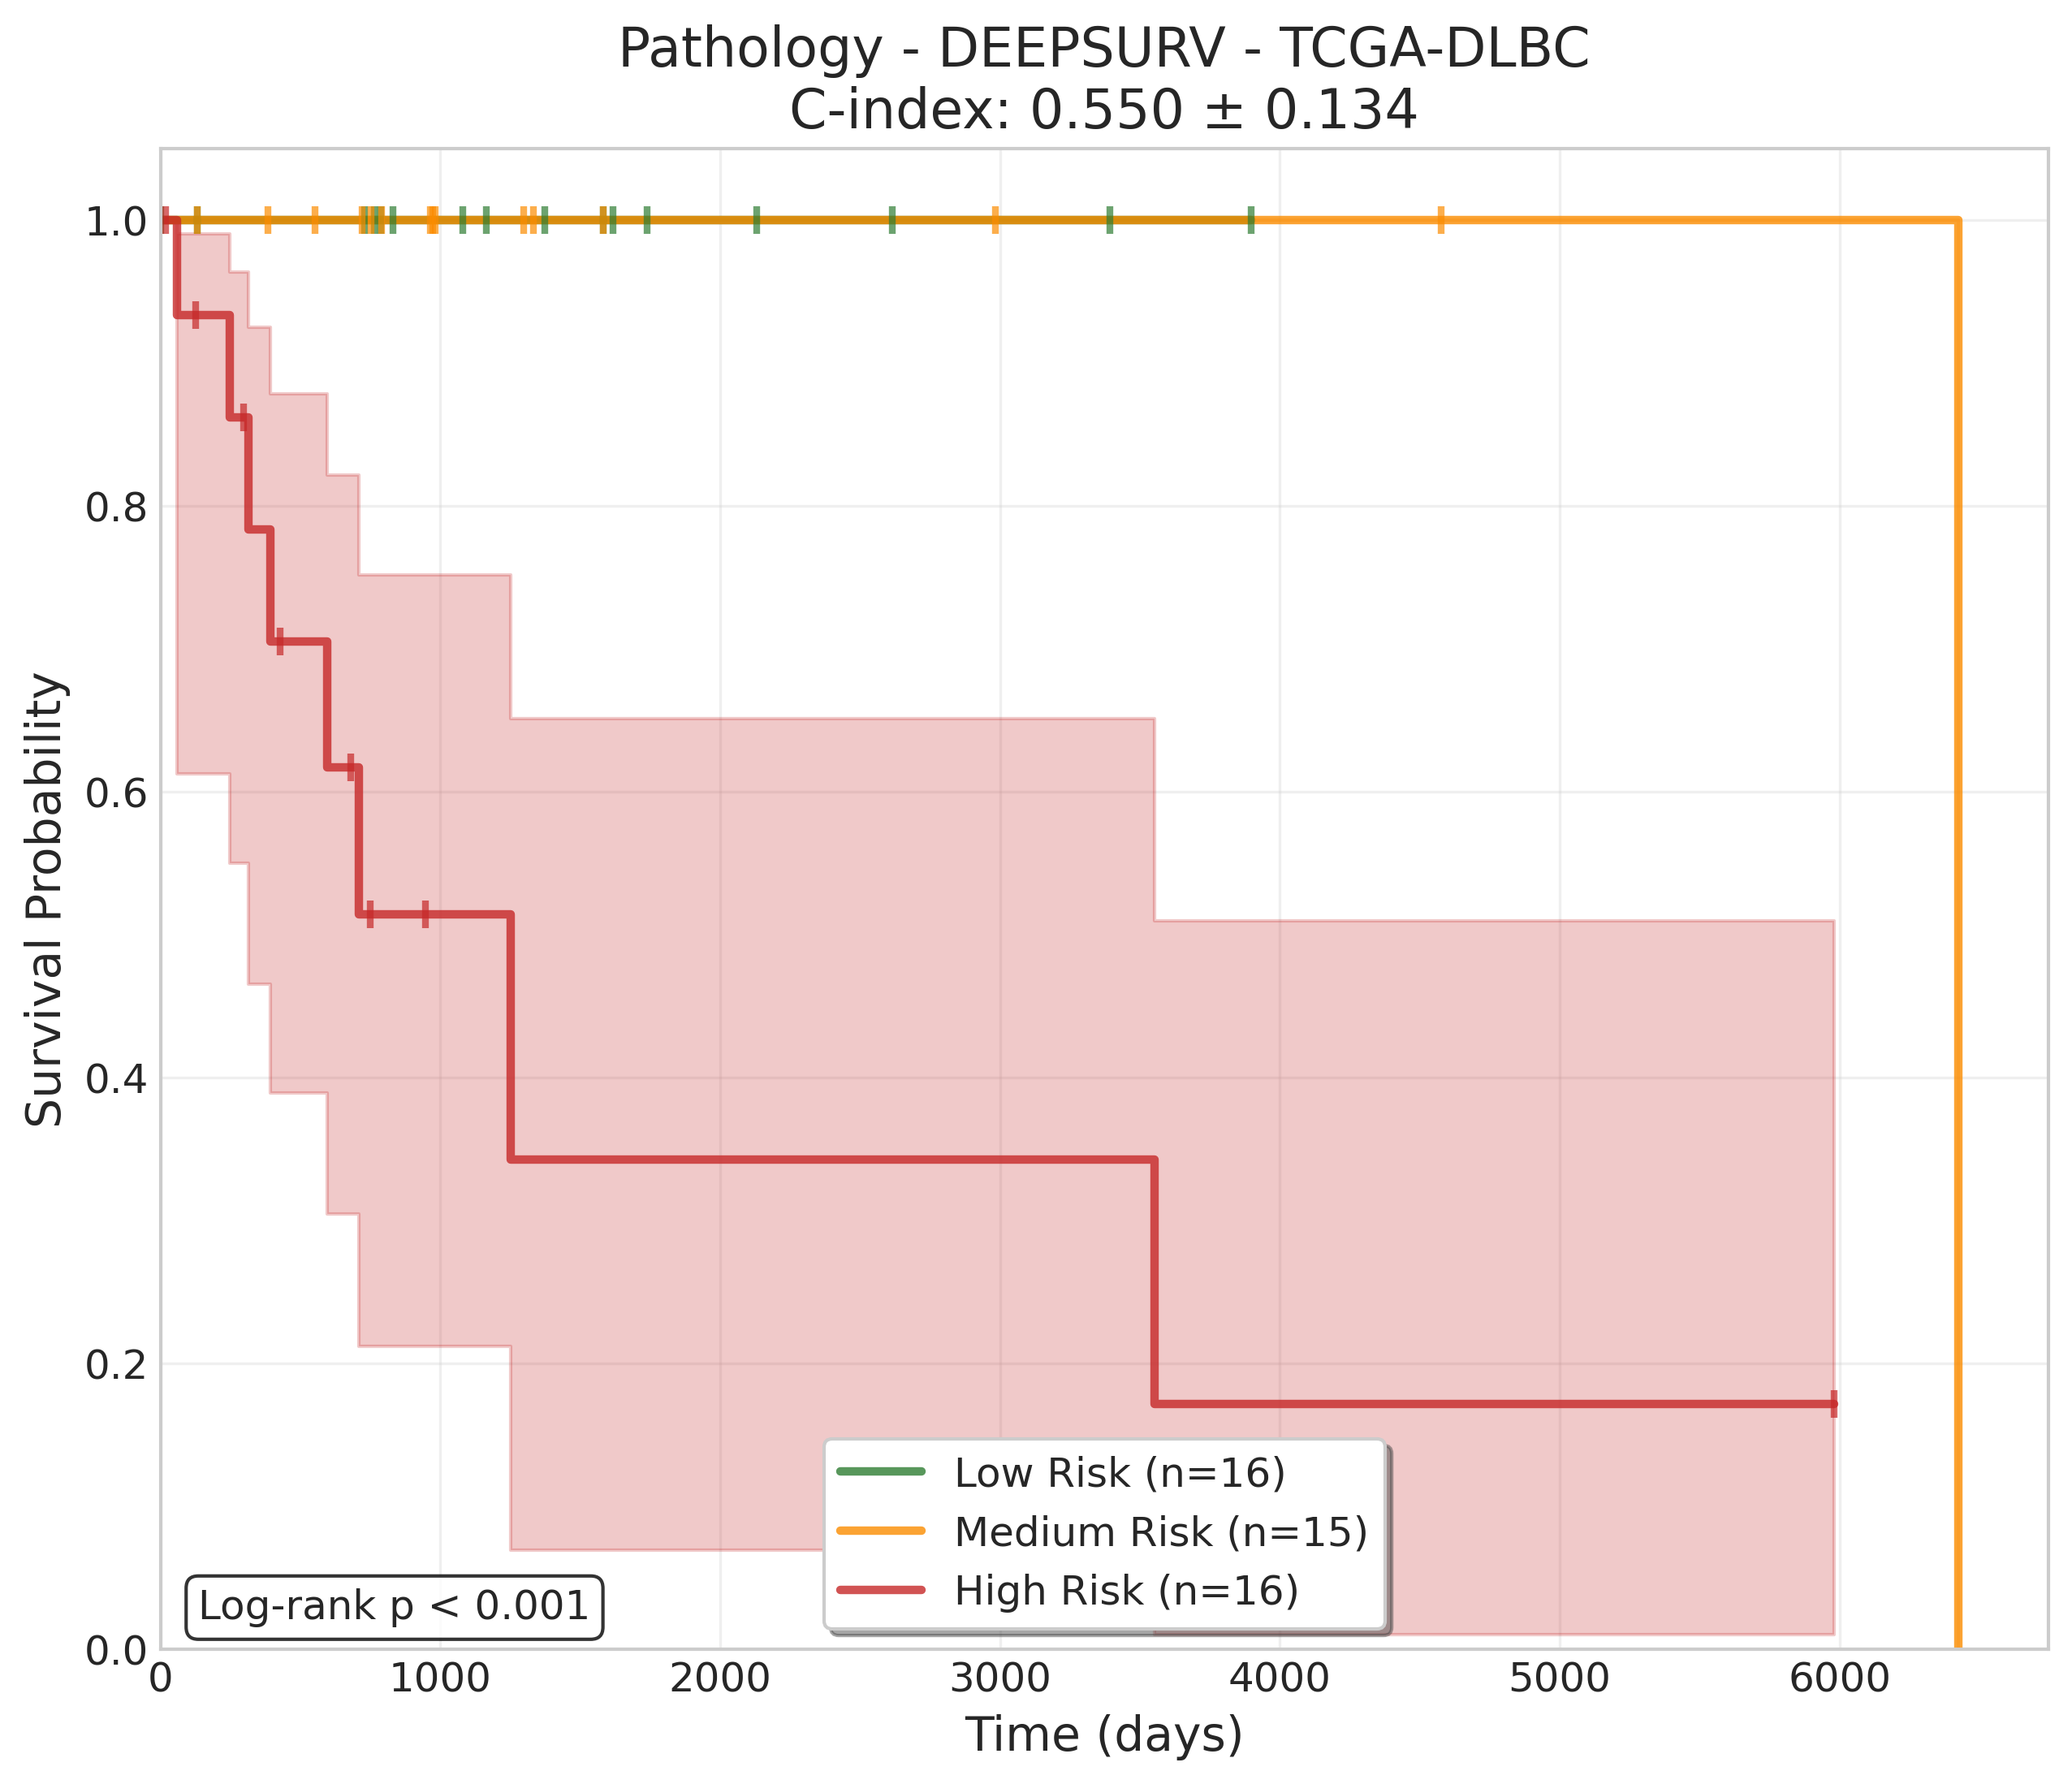 Pathology - DEEPSURV - TCGA-DLBC
C-index: 0.550 ± 0.134
Survival Probability
1.0
0.8
0.6
0.4
0.2
0.0
Low Risk (n=16)
Medium Risk (n=15)
High Risk (n=16)
Log-rank p < 0.001
0 1000 2000 3000 4000 5000 6000
Time (days)